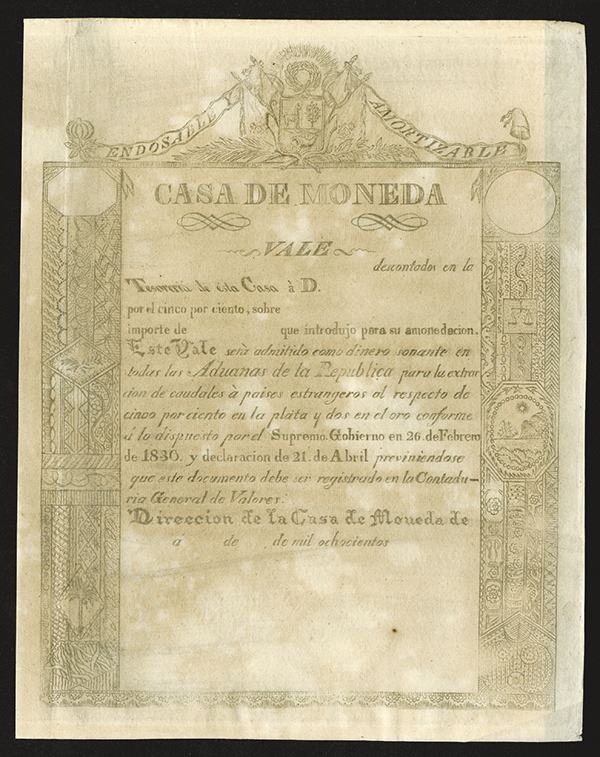 ENDOSABLE Y AMORTIZABLE
CASA DE MONEDA
VALE
descontados en la
Tesoreria de esta Casa á D.
por el cinco por ciento, sobre
importe de que introdujo para su amonedacion.
Este Vale será admitido como dinero sonante en
todas las Aduanas de la Republica para la extrac
cion de caudales à paises estrangeros al respecto de
cinco por ciento en la plata y dos en el oro conforme
á lo dispuesto por el Supremo Gobierno en 26. de Febrero
de 1830. y declaracion de 21. de Abril previniendose
que este documento debe ser registrado en la Contadu-
ria General de Valores.
Direccion de la Casa de Moneda de
á de de mil ochocientos